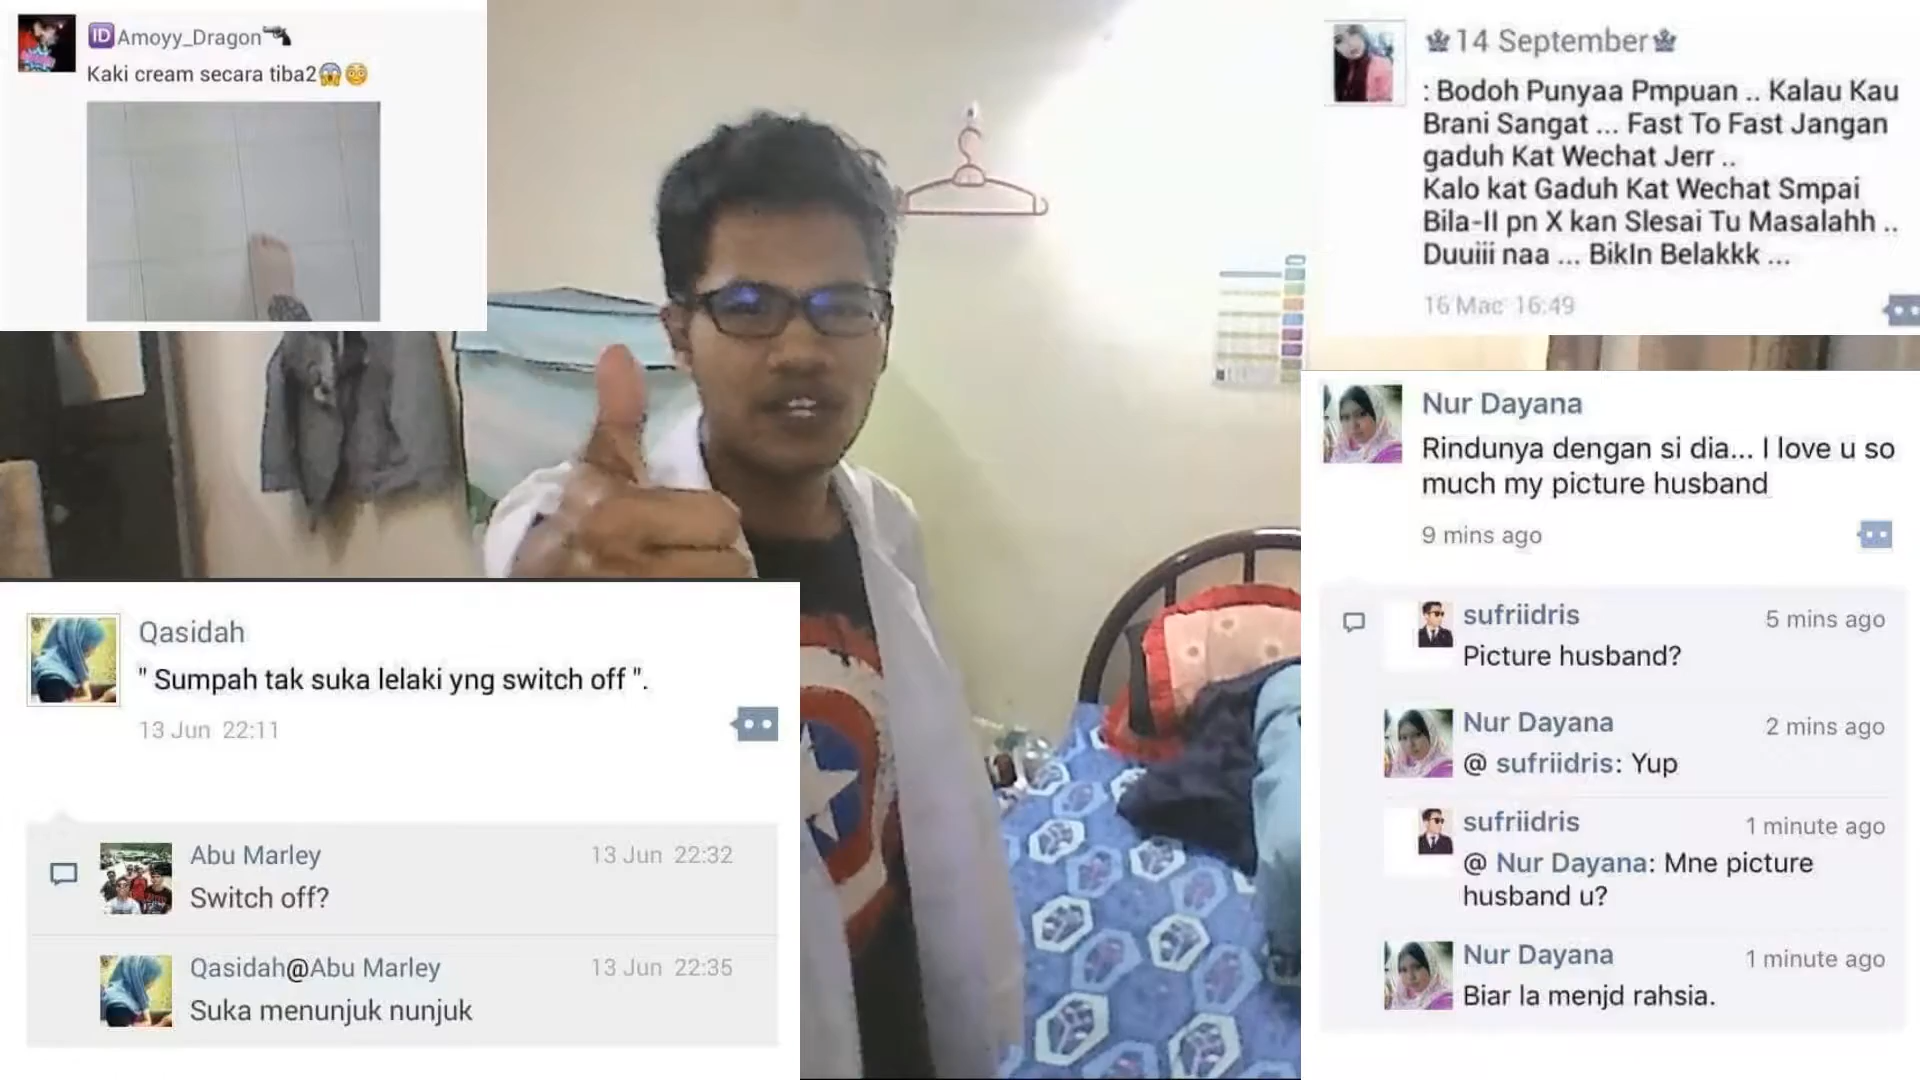 🆔Amoyy_Dragon🔫
Kaki cream secara tiba2😱😳
♛14 September♛
: Bodoh Punyaa Pmpuan .. Kalau Kau
Brani Sangat ... Fast To Fast Jangan
gaduh Kat Wechat Jerr ..
Kalo kat Gaduh Kat Wechat Smpai
Bila-II pn X kan Slesai Tu Masalahh ..
Duuiii naa ... BikIn Belakkk ...
16 Mac 16:49
Nur Dayana
Rindunya dengan si dia... I love u so
much my picture husband
9 mins ago
sufriidris 5 mins ago
Picture husband?
Nur Dayana 2 mins ago
@ sufriidris: Yup
sufriidris 1 minute ago
@ Nur Dayana: Mne picture
husband u?
Nur Dayana 1 minute ago
Biar la menjd rahsia.
Qasidah
" Sumpah tak suka lelaki yng switch off ".
13 Jun 22:11
Abu Marley 13 Jun 22:32
Switch off?
Qasidah@Abu Marley 13 Jun 22:35
Suka menunjuk nunjuk